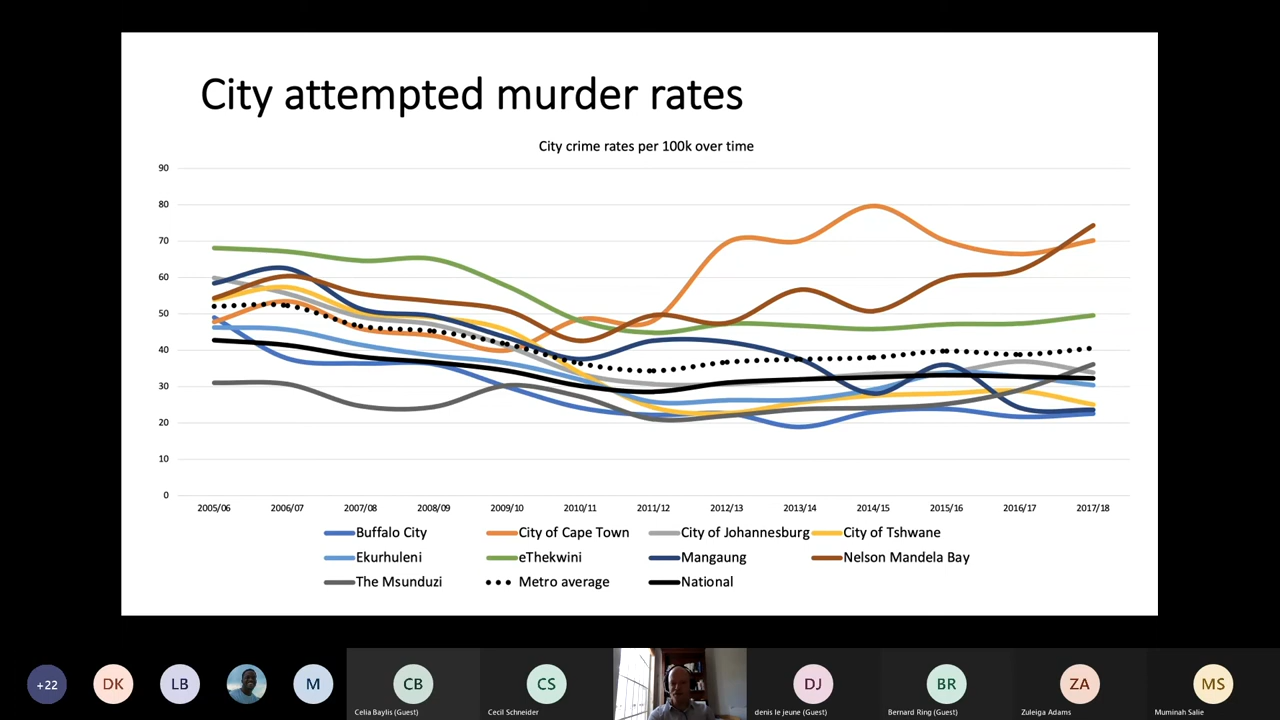 City attempted murder rates
City crime rates per 100k over time
90
80
70
60
50
40
30
20
10
0
2005/06 2006/07 2007/08 2008/09 2009/10 2010/11 2011/12 2012/13 2013/14 2014/15 2015/16 2016/17 2017/18
Buffalo City City of Cape Town City of Johannesburg City of Tshwane
Ekurhuleni eThekwini Mangaung Nelson Mandela Bay
The Msunduzi Metro average National
+22 DK LB M CB CS DJ BR ZA MS
Celia Baylis (Guest) Cecil Schneider denis le jeune (Guest) Bernard Ring (Guest) Zuleiga Adams Muminah Salie